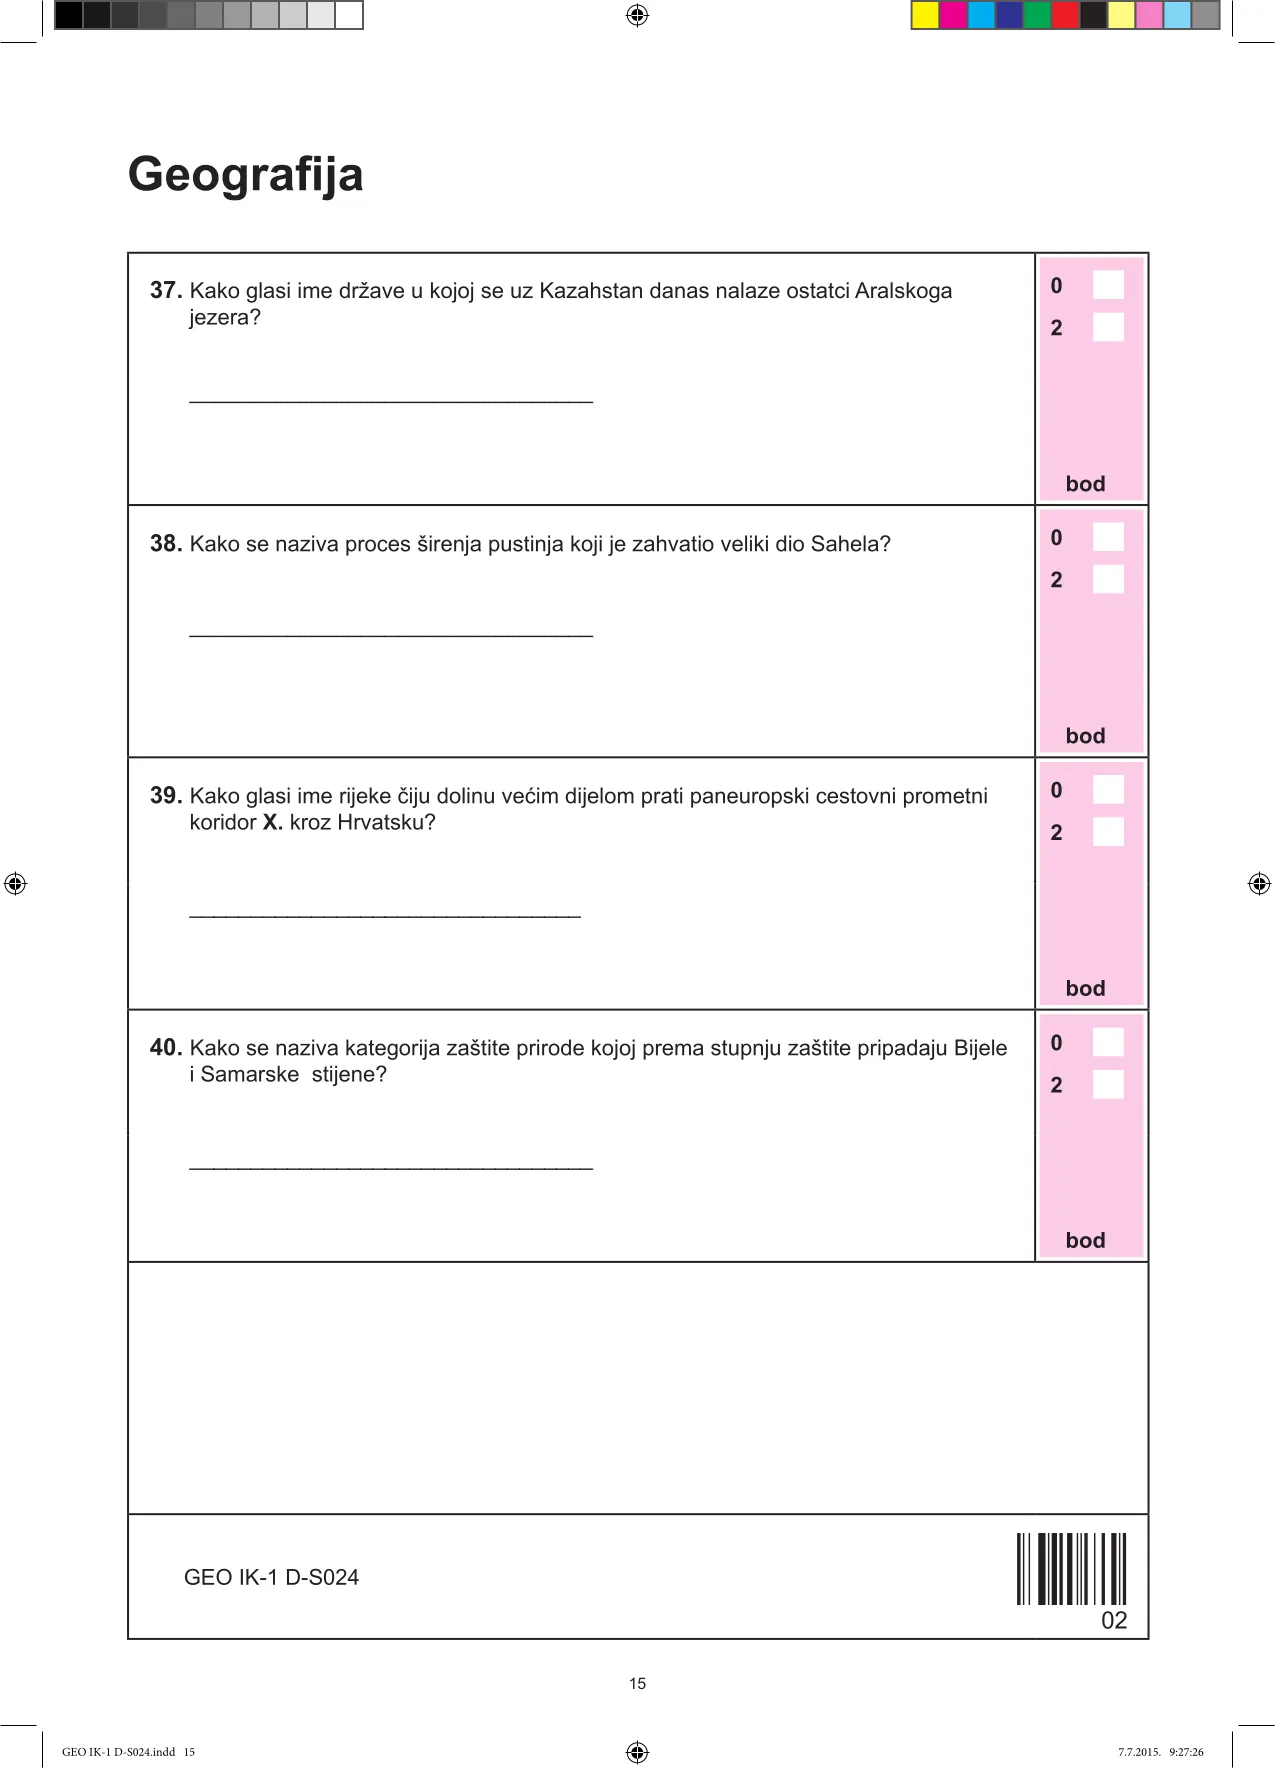 Geografija
37. Kako glasi ime države u kojoj se uz Kazahstan danas nalaze ostatci Aralskoga
jezera?
_________________________________
0
2
bod
38. Kako se naziva proces širenja pustinja koji je zahvatio veliki dio Sahela?
_________________________________
0
2
bod
39. Kako glasi ime rijeke čiju dolinu većim dijelom prati paneuropski cestovni prometni
koridor X. kroz Hrvatsku?
________________________________
0
2
bod
40. Kako se naziva kategorija zaštite prirode kojoj prema stupnju zaštite pripadaju Bijele
i Samarske  stijene?
_________________________________
0
2
bod
GEO IK-1 D-S024
02
15
GEO IK-1 D-S024.indd   15
7.7.2015.   9:27:26